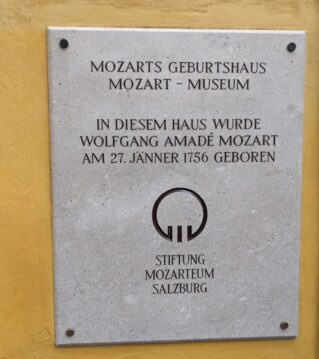 MOZARTS GEBURTSHAUS
MOZART - MUSEUM
IN DIESEM HAUS WURDE
WOLFGANG AMADÉ MOZART
AM 27. JÄNNER 1756 GEBOREN
STIFTUNG
MOZARTEUM
SALZBURG